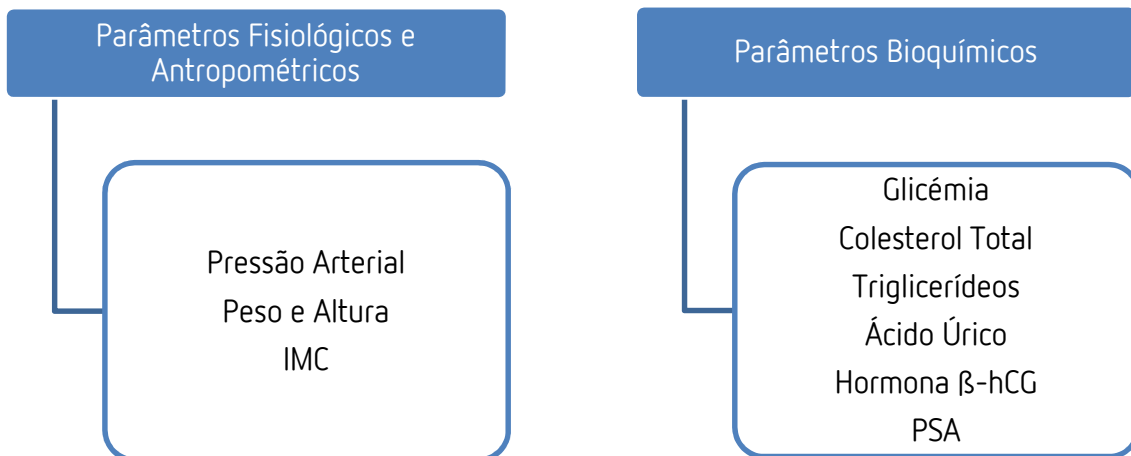 Parâmetros Fisiológicos e
Antropométricos
Pressão Arterial
Peso e Altura
IMC
Parâmetros Bioquímicos
Glicémia
Colesterol Total
Triglicerídeos
Ácido Úrico
Hormona ß-hCG
PSA